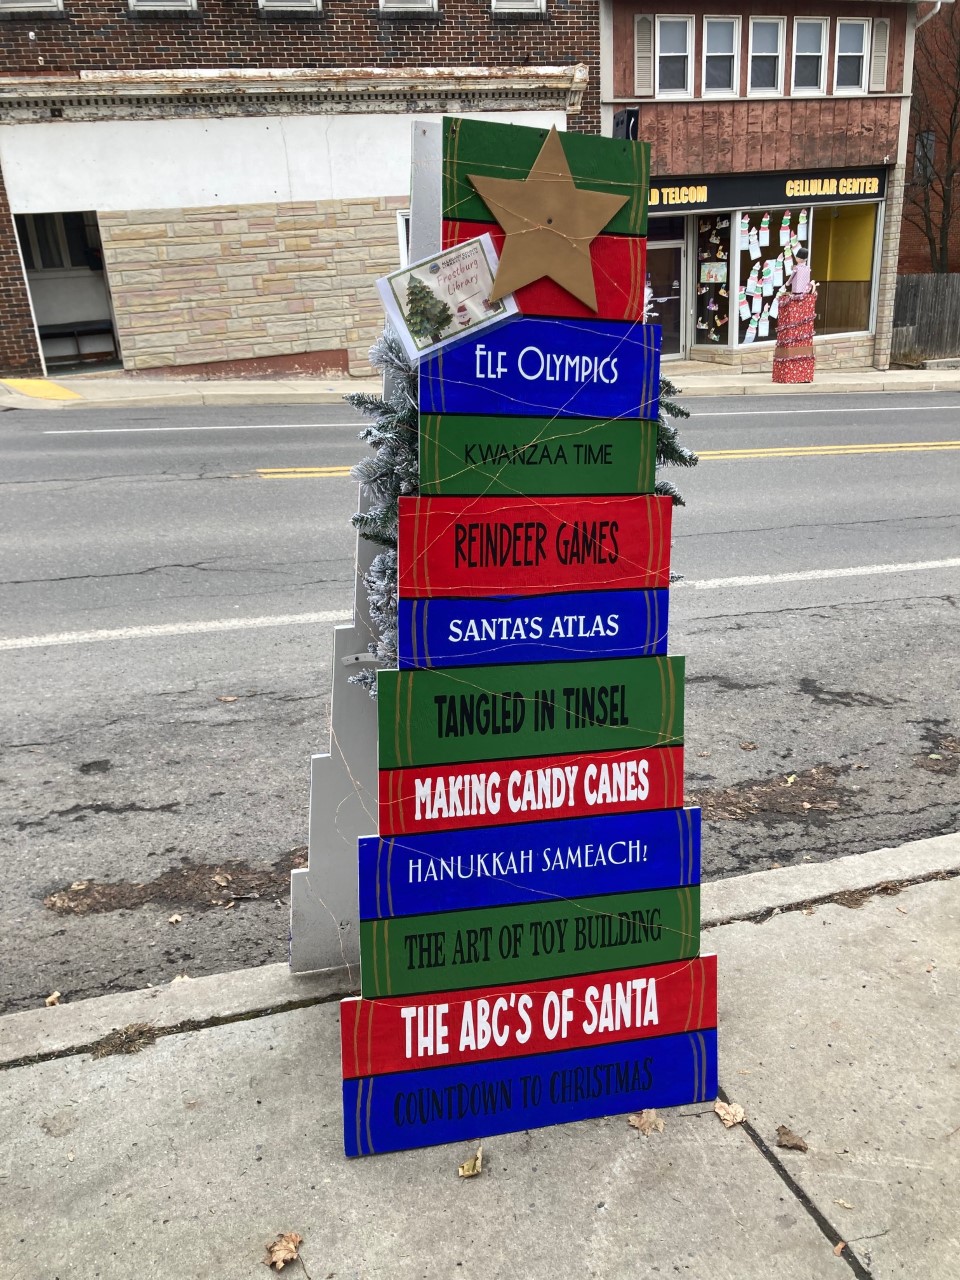 LD TELCOM
CELLULAR CENTER
Frostburg
Library
ELF OLYMPICS
KWANZAA TIME
REINDEER GAMES
SANTA'S ATLAS
TANGLED IN TINSEL
MAKING CANDY CANES
HANUKKAH SAMEACH!
THE ART OF TOY BUILDING
THE ABC'S OF SANTA
COUNTDOWN TO CHRISTMAS